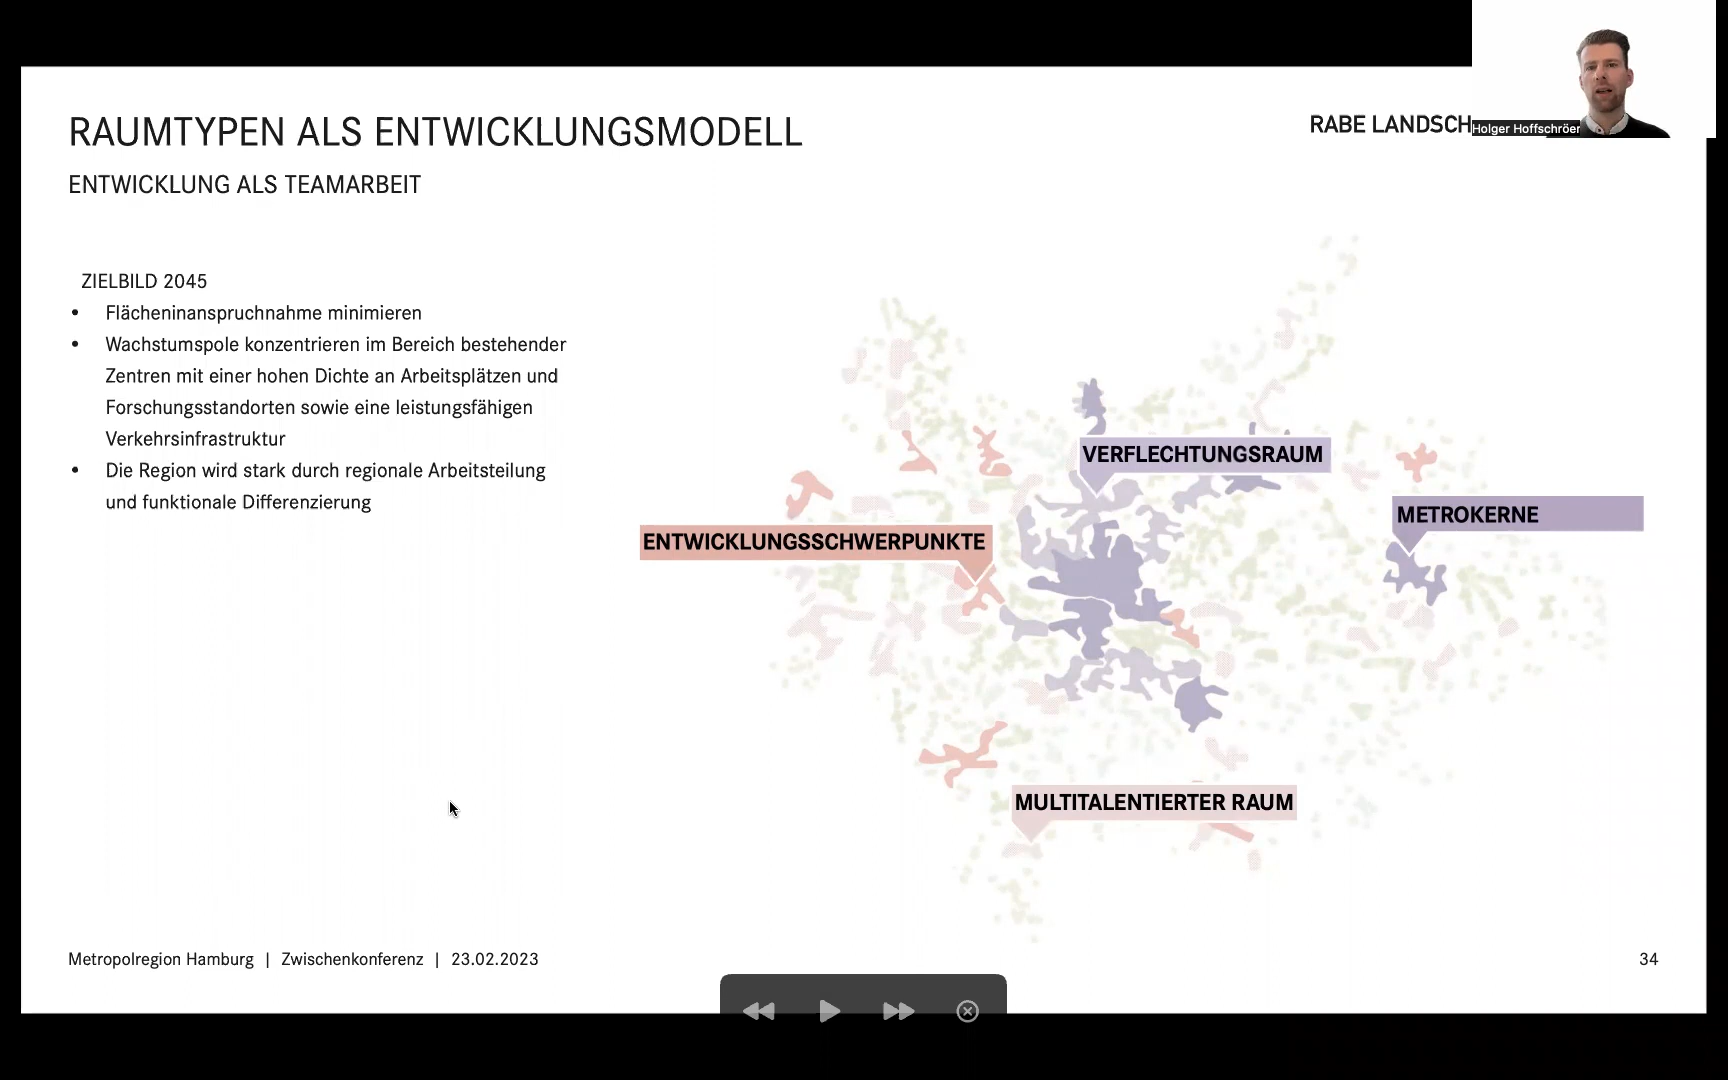 RAUMTYPEN ALS ENTWICKLUNGSMODELL
RABE LANDSCH
Holger Hoffschröer
ENTWICKLUNG ALS TEAMARBEIT
ZIELBILD 2045
• Flächeninanspruchnahme minimieren
• Wachstumspole konzentrieren im Bereich bestehender
Zentren mit einer hohen Dichte an Arbeitsplätzen und
Forschungsstandorten sowie eine leistungsfähigen
Verkehrsinfrastruktur
• Die Region wird stark durch regionale Arbeitsteilung
und funktionale Differenzierung
VERFLECHTUNGSRAUM
METROKERNE
ENTWICKLUNGSSCHWERPUNKTE
MULTITALENTIERTER RAUM
Metropolregion Hamburg | Zwischenkonferenz | 23.02.2023
34